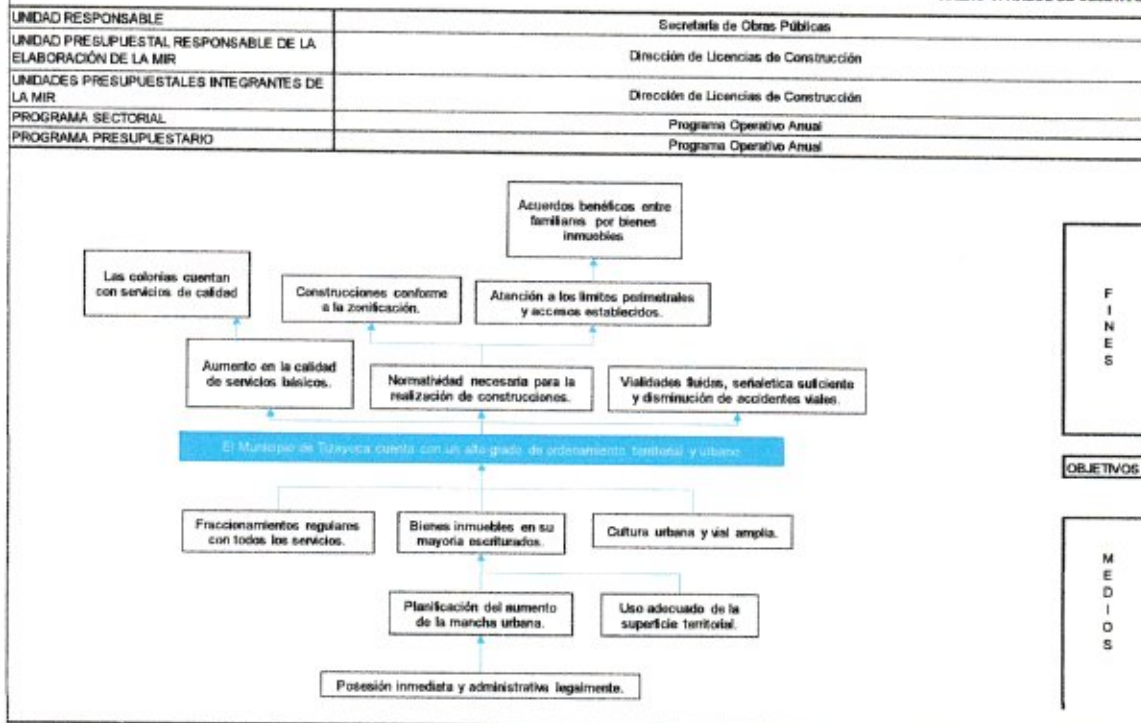 UNIDAD RESPONSABLE
Secretaría de Obras Públicas
UNIDAD PRESUPUESTAL RESPONSABLE DE LA
ELABORACIÓN DE LA MIR
Dirección de Licencias de Construcción
UNIDADES PRESUPUESTALES INTEGRANTES DE
LA MIR
Dirección de Licencias de Construcción
PROGRAMA SECTORIAL
Programa Operativo Anual
PROGRAMA PRESUPUESTARIO
Programa Operativo Anual
Acuerdos benéficos entre
familiares por bienes
inmuebles
Las colonias cuentan
con servicios de calidad
Construcciones conforme
a la zonificación.
Atención a los límites perimetrales
y accesos establecidos.
FINES
Aumento en la calidad
de servicios básicos.
Normatividad necesaria para la
realización de construcciones.
Vialidades fluidas, señaletica suficiente
y disminución de accidentes viales.
El Municipio de Tizayuca cuenta con un alto grado de ordenamiento territorial y urbano
OBJETIVOS
Fraccionamientos regulares
con todos los servicios.
Bienes inmuebles en su
mayoría escriturados.
Cultura urbana y vial amplia.
MEDIOS
Planificación del aumento
de la mancha urbana.
Uso adecuado de la
superficie territorial.
Posesión inmediata y administrativa legalmente.